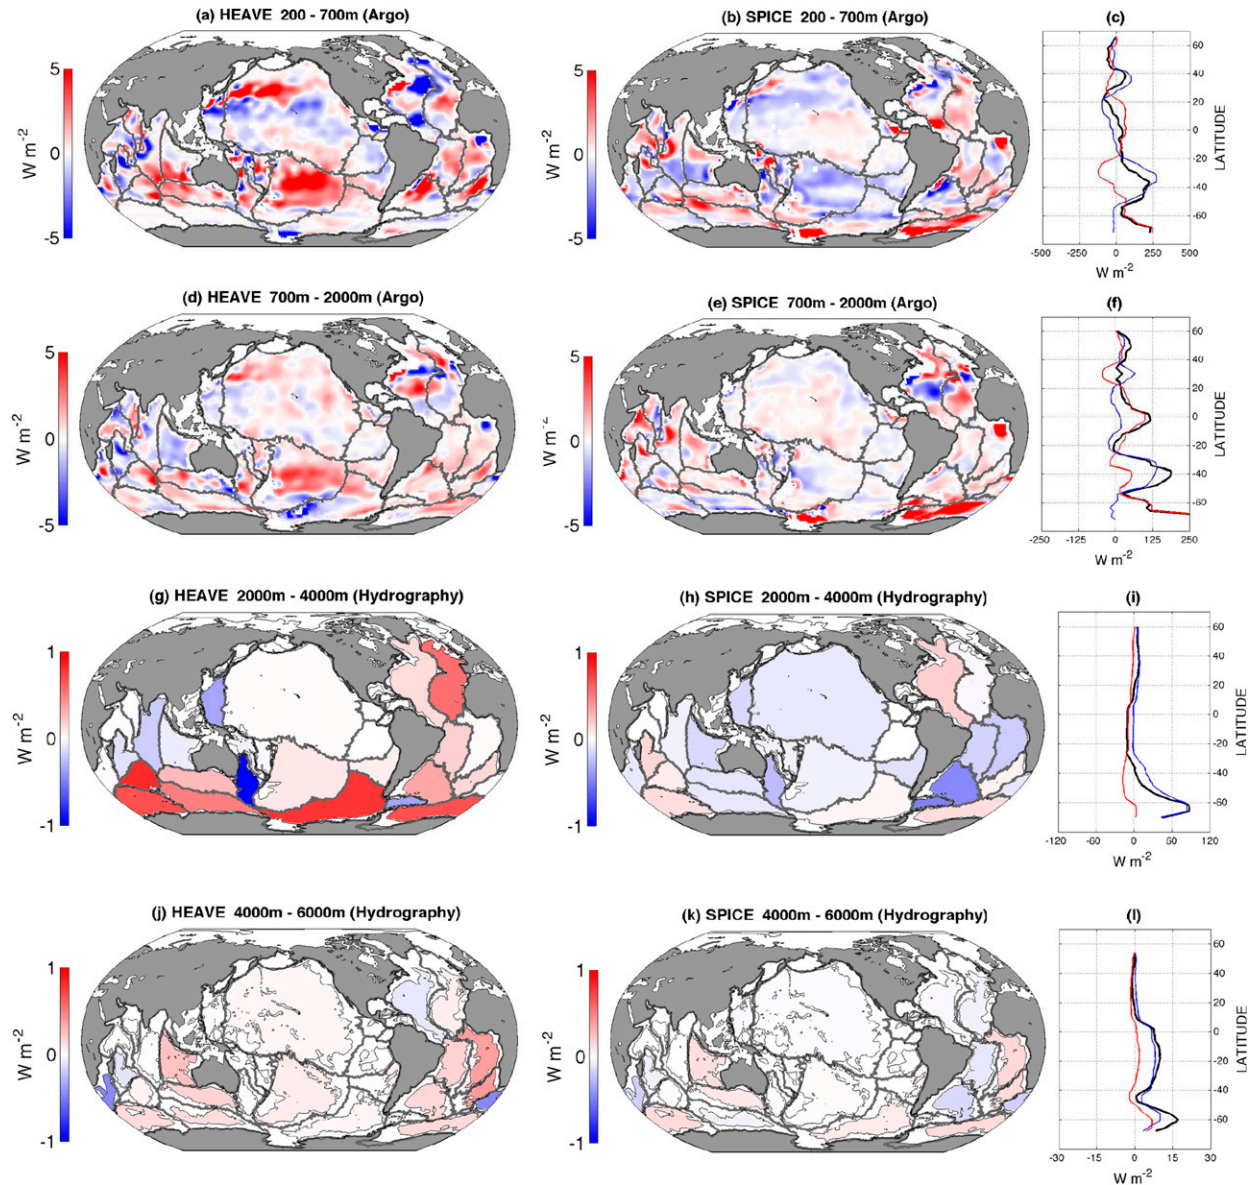 (a) HEAVE 200 - 700m (Argo)
(b) SPICE 200 - 700m (Argo)
(c)
5
0
-5
W m-2
5
0
-5
W m-2
60
40
20
0
-20
-40
-60
LATITUDE
-500 -250 0 250 500
W m-2
(d) HEAVE 700m - 2000m (Argo)
(e) SPICE 700m - 2000m (Argo)
(f)
5
0
-5
W m-2
5
0
-5
W m-2
60
40
20
0
-20
-40
-60
LATITUDE
-250 -125 0 125 250
W m-2
(g) HEAVE 2000m - 4000m (Hydrography)
(h) SPICE 2000m - 4000m (Hydrography)
(i)
1
0
-1
W m-2
1
0
-1
W m-2
60
40
20
0
-20
-40
-60
LATITUDE
-120 -60 0 60 120
W m-2
(j) HEAVE 4000m - 6000m (Hydrography)
(k) SPICE 4000m - 6000m (Hydrography)
(l)
1
0
-1
W m-2
1
0
-1
W m-2
60
40
20
0
-20
-40
-60
LATITUDE
-30 -15 0 15 30
W m-2